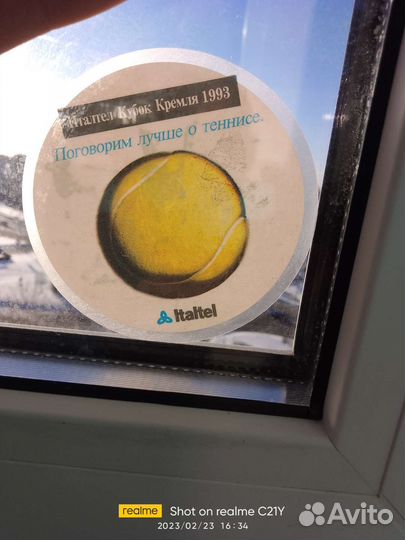 Италтел Кубок Кремля 1993
Поговорим лучше о теннисе.
Italtel
realme
Shot on realme C21Y
2023/02/23 16:34
Avito